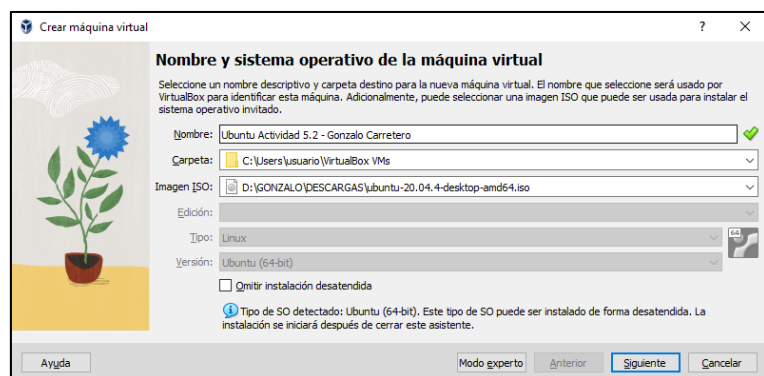 Crear máquina virtual
?
Nombre y sistema operativo de la máquina virtual
Seleccione un nombre descriptivo y carpeta destino para la nueva máquina virtual. El nombre que seleccione será usado por
VirtualBox para identificar esta máquina. Adicionalmente, puede seleccionar una imagen ISO que puede ser usada para instalar el
sistema operativo invitado.
Nombre: Ubuntu Actividad 5.2 - Gonzalo Carretero
Carpeta: C:\Users\usuario\VirtualBox VMs
Imagen ISO: D:\GONZALO\DESCARGAS\ubuntu-20.04.4-desktop-amd64.iso
Edición:
Tipo: Linux
64
Versión: Ubuntu (64-bit)
Omitir instalación desatendida
Tipo de SO detectado: Ubuntu (64-bit). Este tipo de SO puede ser instalado de forma desatendida. La
instalación se iniciará después de cerrar este asistente.
Ayuda Modo experto Anterior Siguiente Cancelar